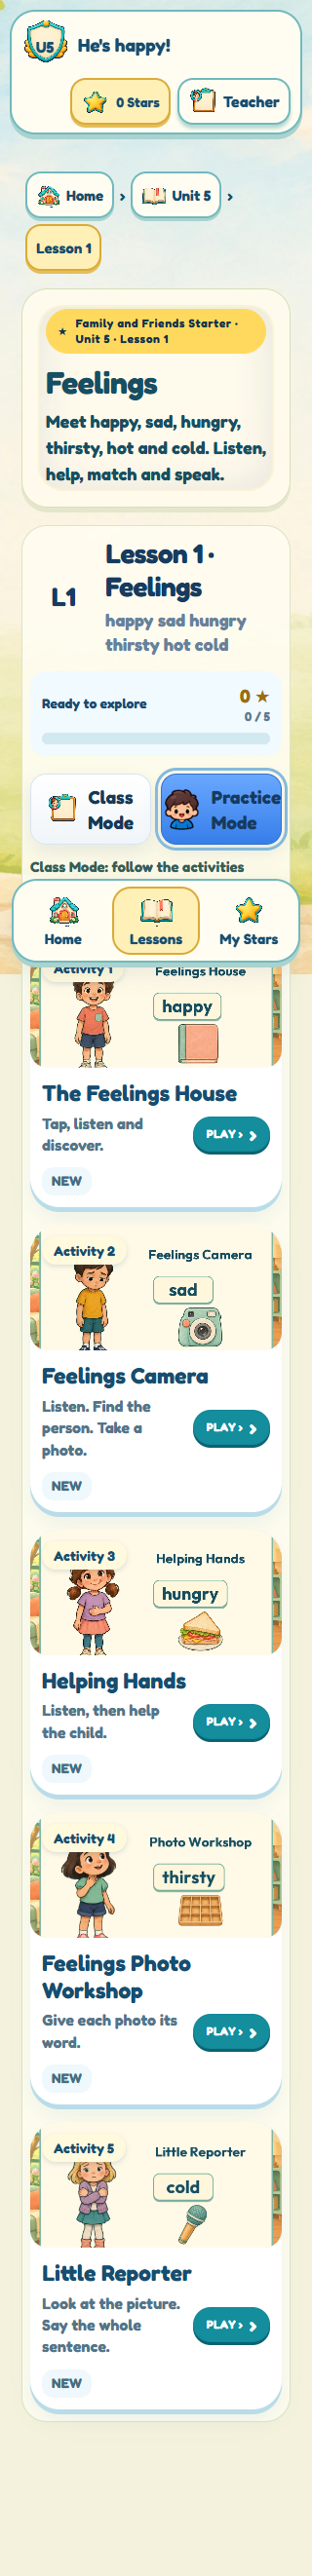 U5
He's happy!
0 Stars
Teacher
Home
›
Unit 5
›
Lesson 1
★ Family and Friends Starter ·
Unit 5 · Lesson 1
Feelings
Meet happy, sad, hungry,
thirsty, hot and cold. Listen,
help, match and speak.
L1
Lesson 1 ·
Feelings
happy sad hungry
thirsty hot cold
Ready to explore
0 ★
0 / 5
Class
Mode
Practice
Mode
Class Mode: follow the activities
Home
Lessons
My Stars
Activity 1
Feelings House
happy
The Feelings House
Tap, listen and
discover.
PLAY › ›
NEW
Activity 2
Feelings Camera
sad
Feelings Camera
Listen. Find the
person. Take a
photo.
PLAY › ›
NEW
Activity 3
Helping Hands
hungry
Helping Hands
Listen, then help
the child.
PLAY › ›
NEW
Activity 4
Photo Workshop
thirsty
Feelings Photo
Workshop
Give each photo its
word.
PLAY › ›
NEW
Activity 5
Little Reporter
cold
Little Reporter
Look at the picture.
Say the whole
sentence.
PLAY › ›
NEW